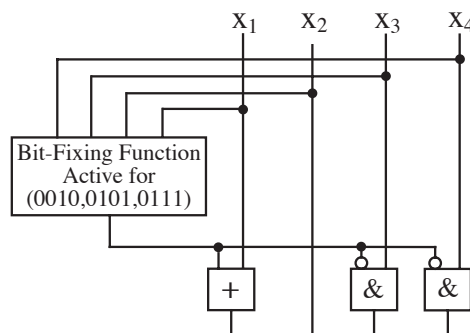 x1 x2 x3 x4
Bit-Fixing Function
Active for
(0010,0101,0111)
+ & &